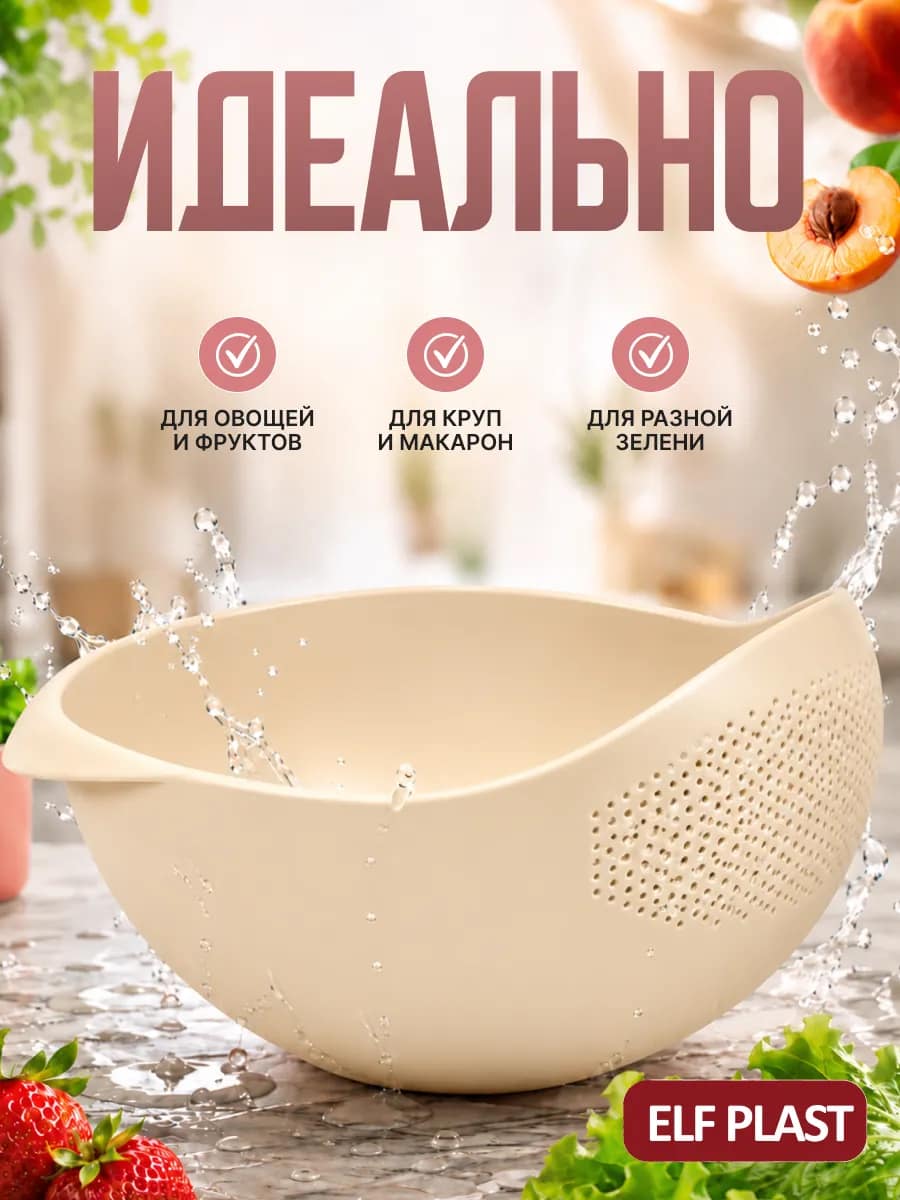 ИДЕАЛЬНО
ДЛЯ ОВОЩЕЙ
И ФРУКТОВ
ДЛЯ КРУП
И МАКАРОН
ДЛЯ РАЗНОЙ
ЗЕЛЕНИ
ELF PLAST